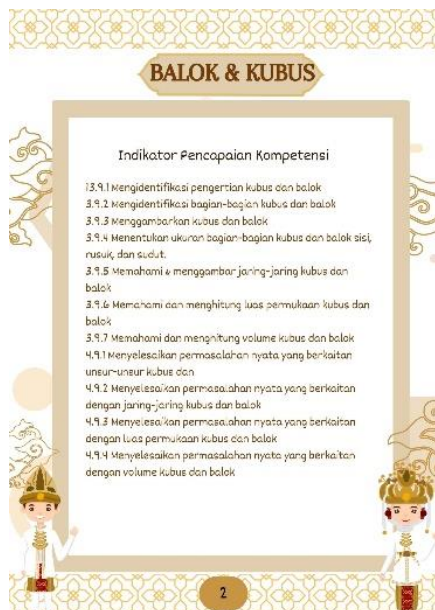 BALOK & KUBUS
Indikator Pencapaian Kompetensi
13.9.1 Mengidentifikasi pengertian kubus dan balok
3.9.2 Mengidentifikasi bagian-bagian kubus dan balok
3.9.3 Menggambarkan kubus dan balok
3.9.4 Menentukan ukuran bagian-bagian kubus dan balok sisi,
rusuk, dan sudut.
3.9.5 Memahami & menggambar jaring-jaring kubus dan
balok
3.9.6 Memahami dan menghitung luas permukaan kubus dan
balok
3.9.7 Memahami dan menghitung volume kubus dan balok
4.9.1 Menyelesaikan permasalahan nyata yang berkaitan
unsur-unsur kubus dan
4.9.2 Menyelesaikan permasalahan nyata yang berkaitan
dengan jaring-jaring kubus dan balok
4.9.3 Menyelesaikan permasalahan nyata yang berkaitan
dengan luas permukaan kubus dan balok
4.9.4 Menyelesaikan permasalahan nyata yang berkaitan
dengan volume kubus dan balok
2